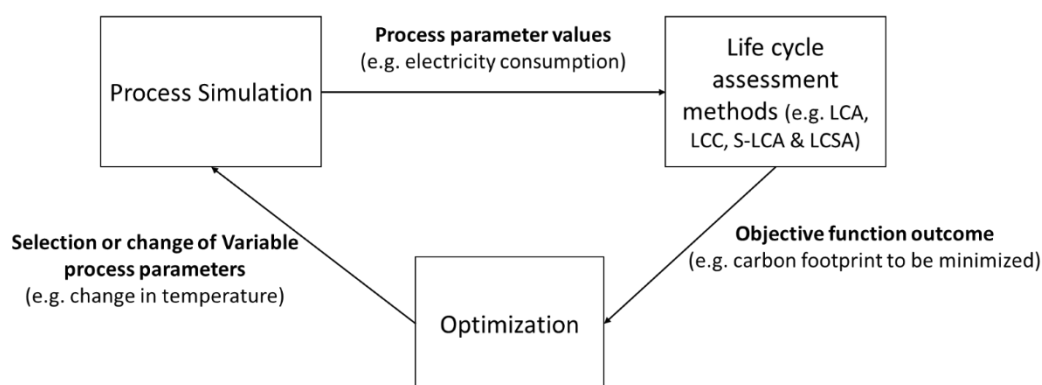 Process Simulation
Process parameter values
(e.g. electricity consumption)
Life cycle
assessment
methods (e.g. LCA,
LCC, S-LCA & LCSA)
Selection or change of Variable
process parameters
(e.g. change in temperature)
Objective function outcome
(e.g. carbon footprint to be minimized)
Optimization